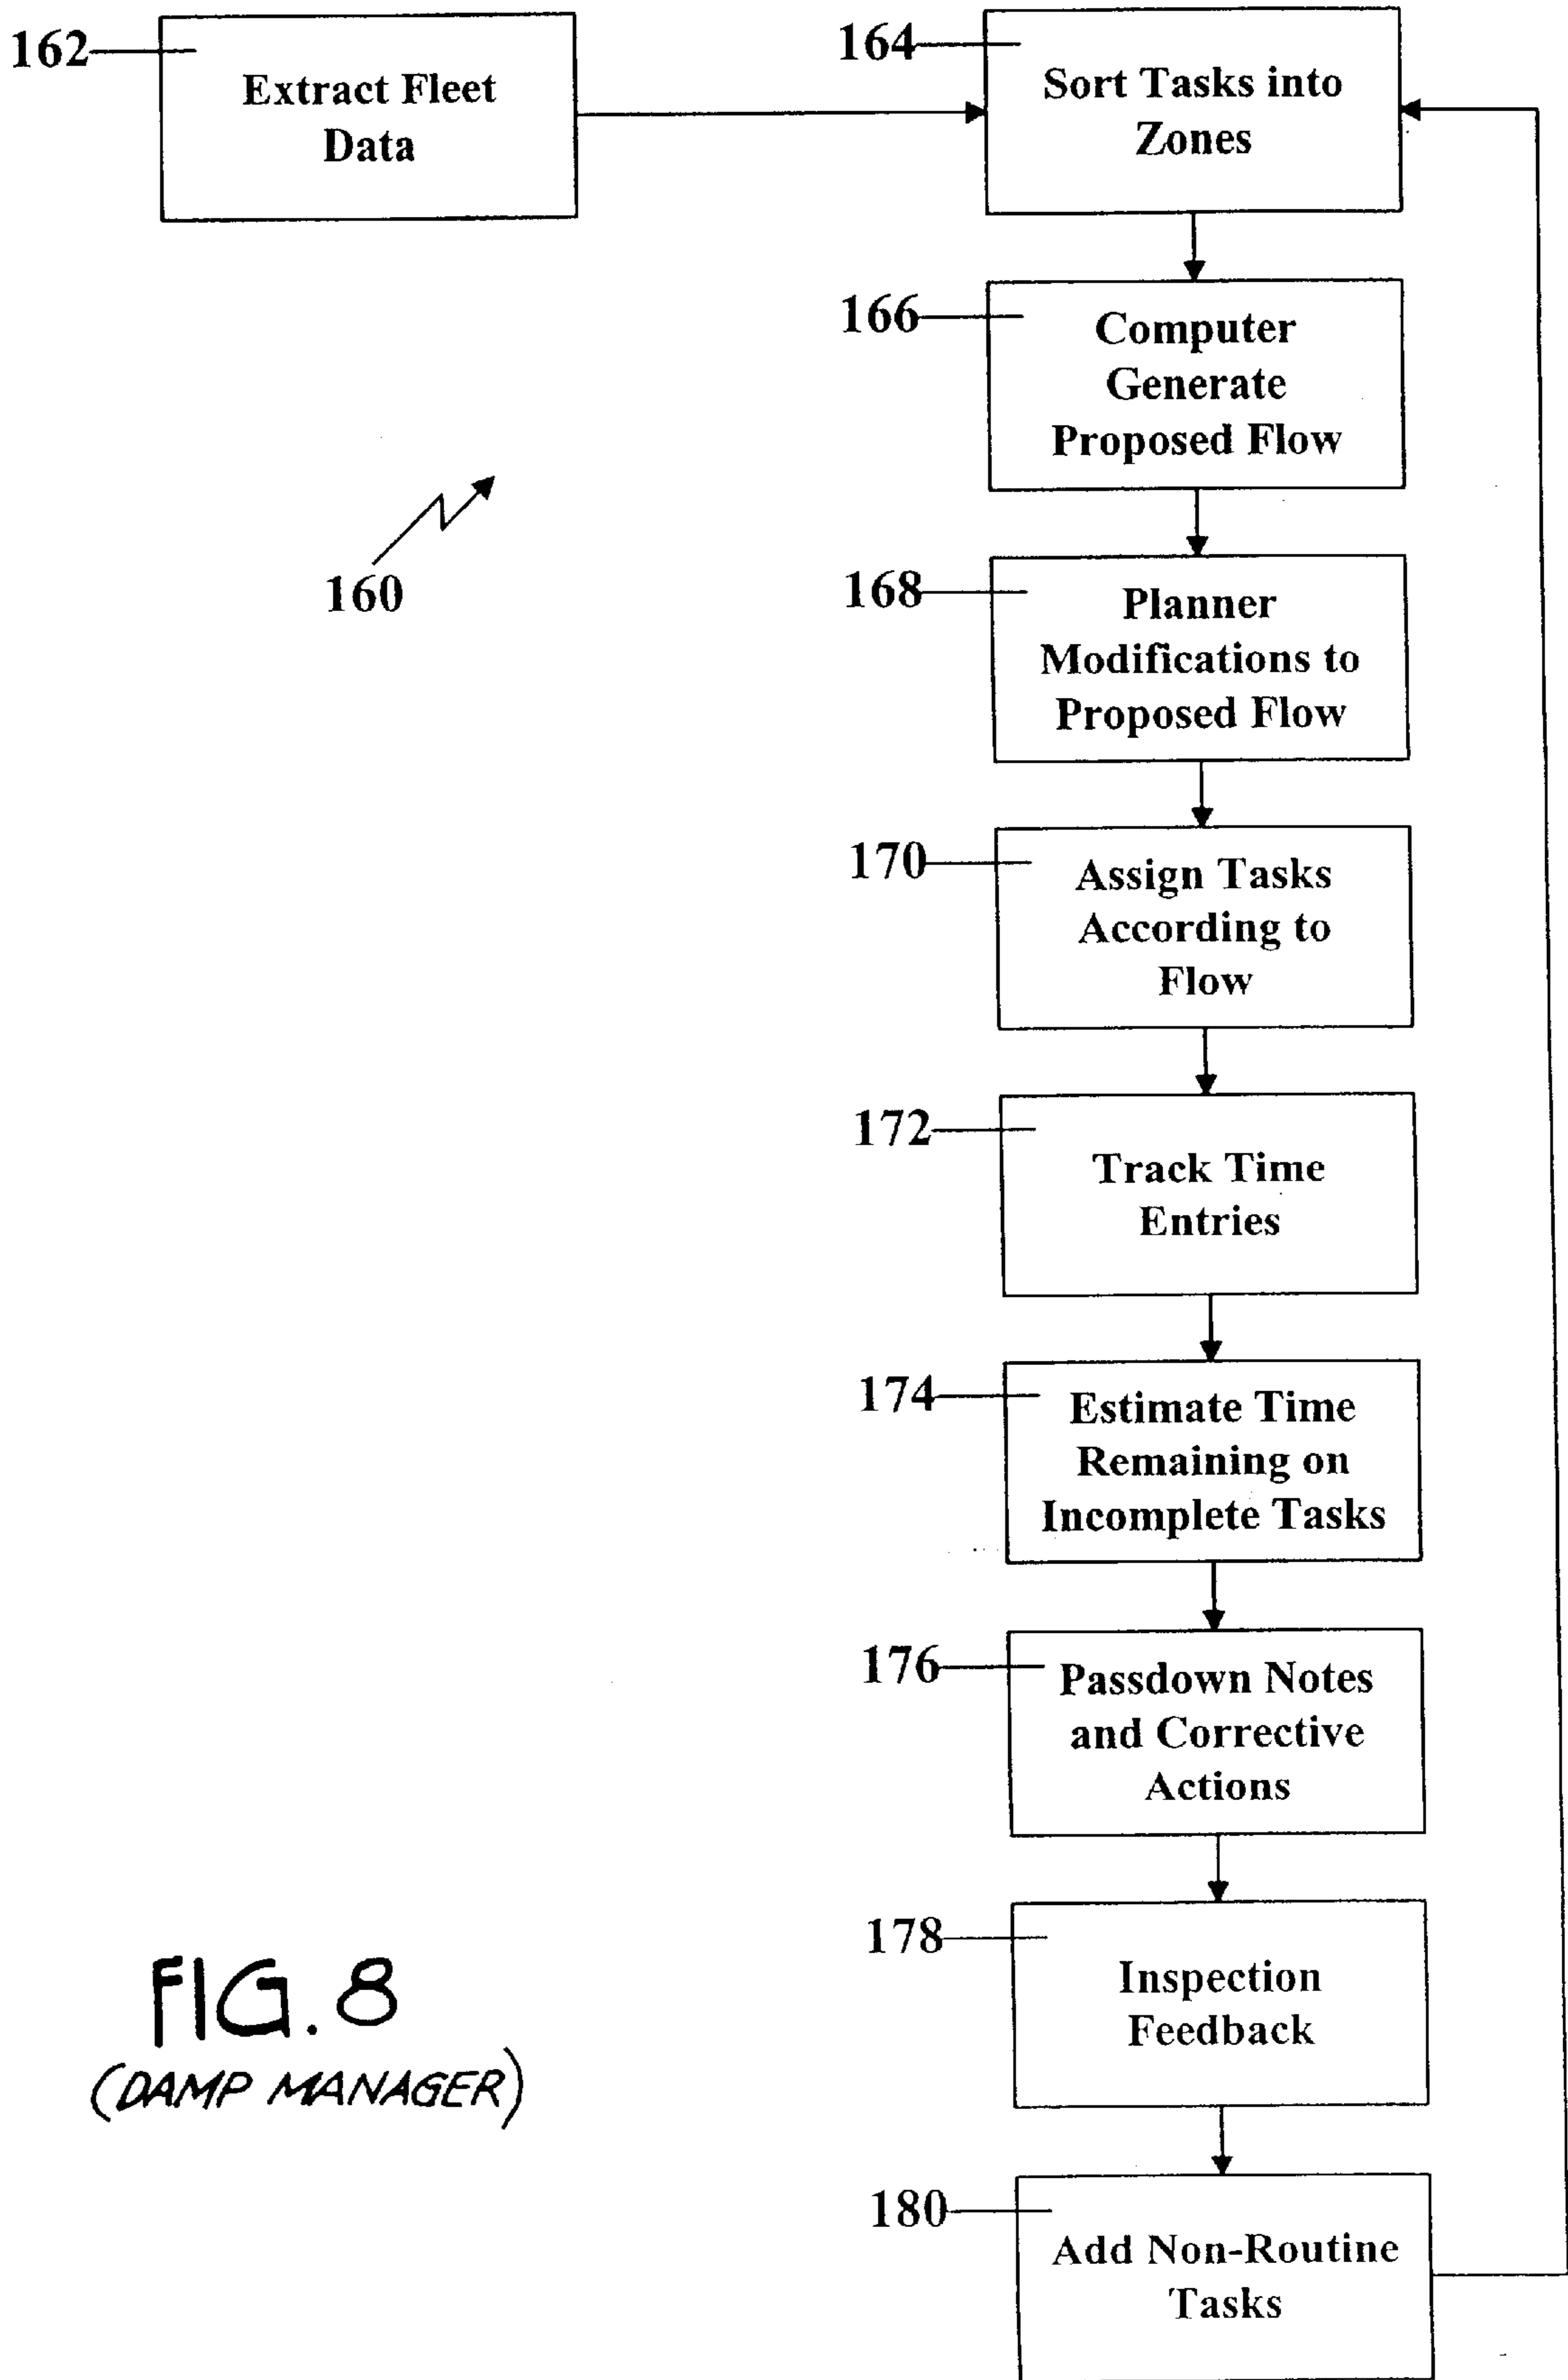 162
Extract Fleet
Data
164
Sort Tasks into
Zones
166
Computer
Generate
Proposed Flow
160
168
Planner
Modifications to
Proposed Flow
170
Assign Tasks
According to
Flow
172
Track Time
Entries
174
Estimate Time
Remaining on
Incomplete Tasks
176
Passdown Notes
and Corrective
Actions
178
Inspection
Feedback
180
Add Non-Routine
Tasks
FIG. 8
(DAMP MANAGER)